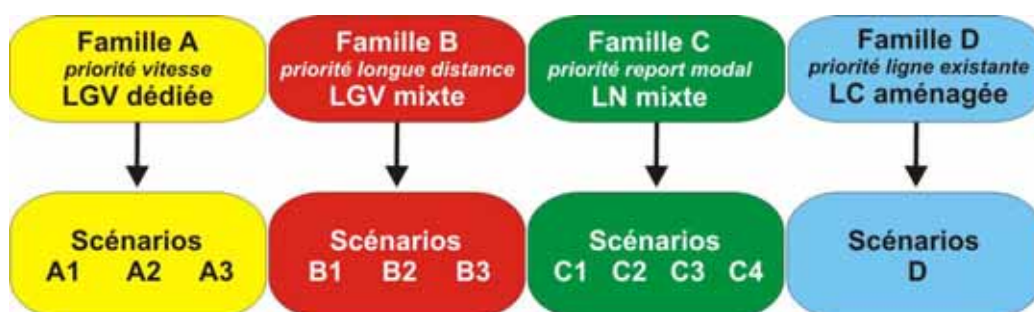 Famille A
priorité vitesse
LGV dédiée
Famille B
priorité longue distance
LGV mixte
Famille C
priorité report modal
LN mixte
Famille D
priorité ligne existante
LC aménagée
Scénarios
A1 A2 A3
Scénarios
B1 B2 B3
Scénarios
C1 C2 C3 C4
Scénarios
D